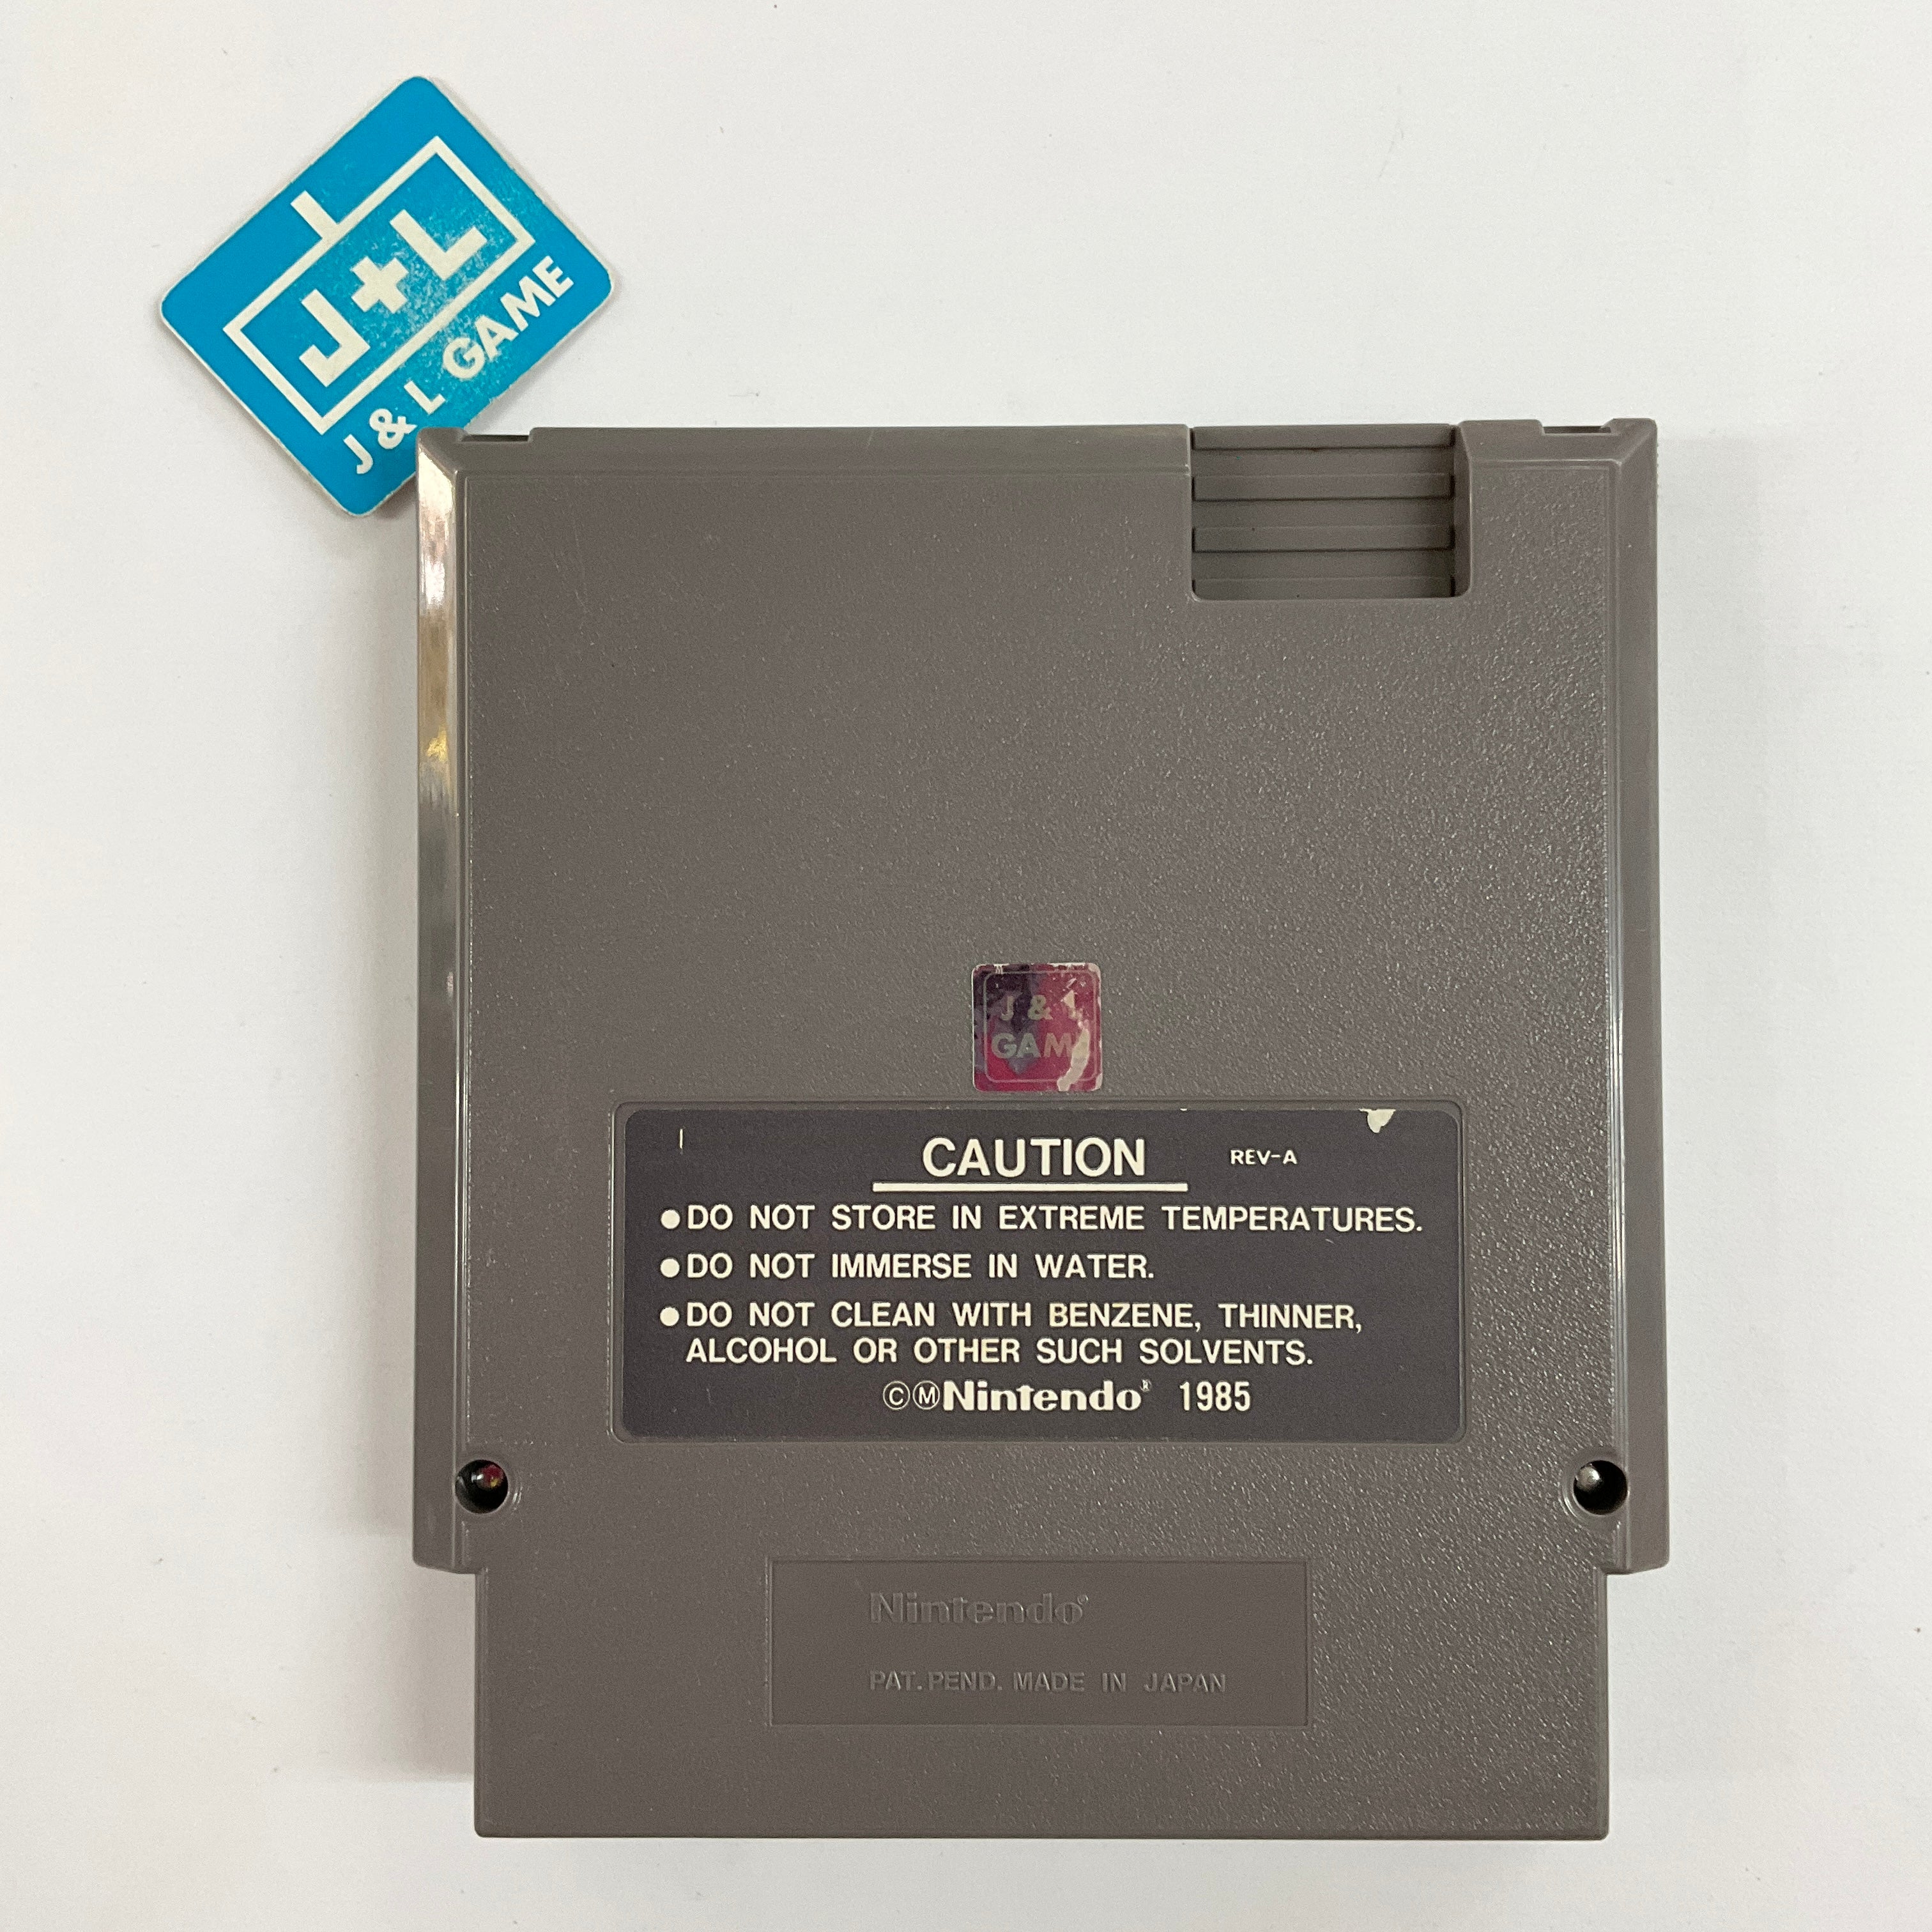 J+L
J & L GAME
J & L
GAM
CAUTION REV-A
●DO NOT STORE IN EXTREME TEMPERATURES.
●DO NOT IMMERSE IN WATER.
●DO NOT CLEAN WITH BENZENE, THINNER,
ALCOHOL OR OTHER SUCH SOLVENTS.
©ⓂNintendo® 1985
Nintendo®
PAT. PEND. MADE IN JAPAN